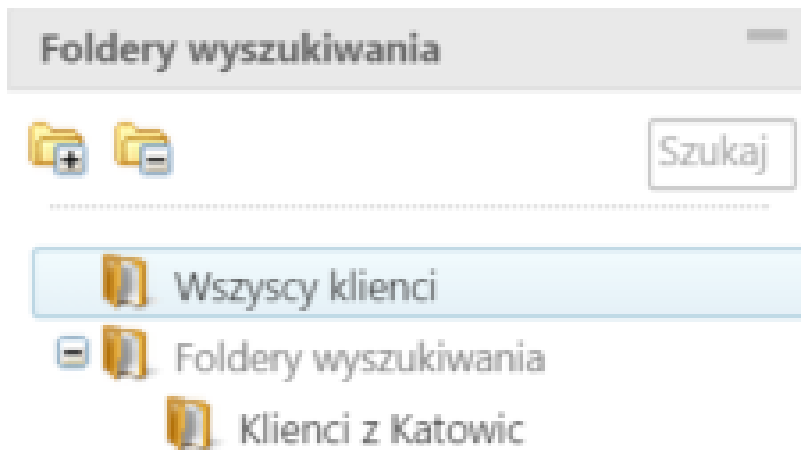 Foldery wyszukiwania
Szukaj
Wszyscy klienci
Foldery wyszukiwania
Klienci z Katowic